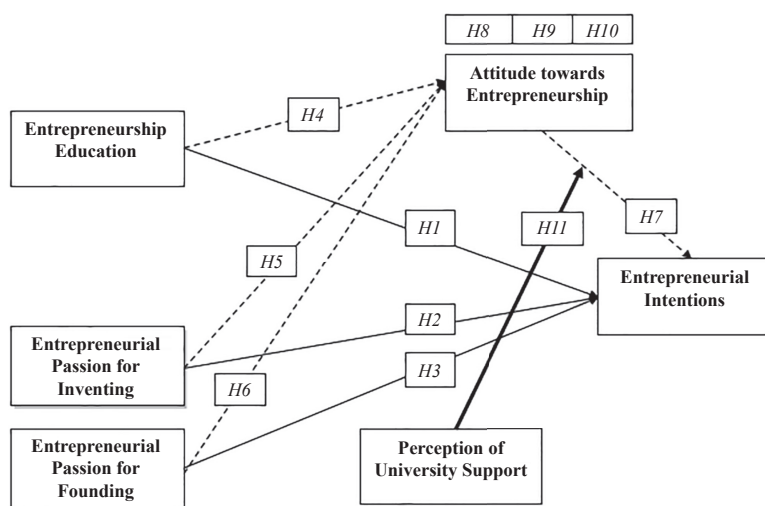 H8 H9 H10
Attitude towards
Entrepreneurship
H4
Entrepreneurship
Education
H1
H11
H7
H5
Entrepreneurial
Intentions
H2
Entrepreneurial
Passion for
Inventing
H3
H6
Entrepreneurial
Passion for
Founding
Perception of
University Support